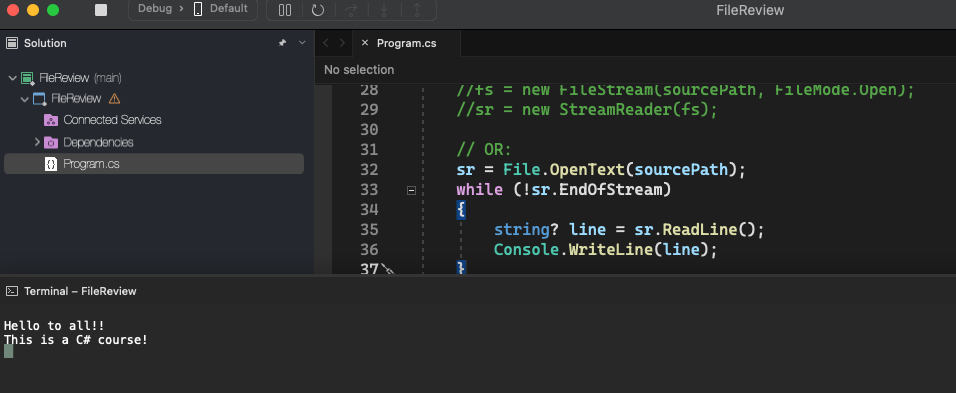 Debug > Default
FileReview
Solution
Program.cs
No selection
FileReview (main)
FileReview
Connected Services
Dependencies
Program.cs
28 //fs = new FileStream(sourcePath, FileMode.Open);
29 //sr = new StreamReader(fs);
30
31 // OR:
32 sr = File.OpenText(sourcePath);
33 while (!sr.EndOfStream)
34 {
35 string? line = sr.ReadLine();
36 Console.WriteLine(line);
37 }
Terminal – FileReview
Hello to all!!
This is a C# course!